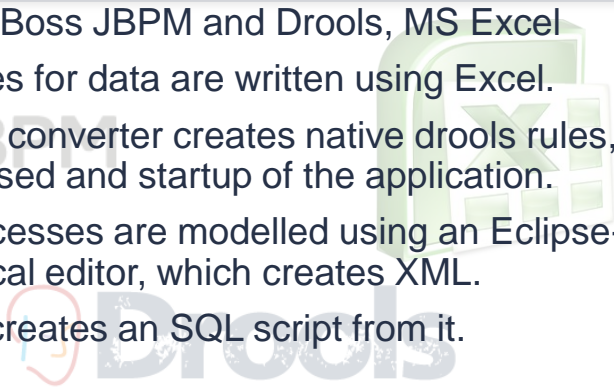 Boss JBPM and Drools, MS Excel
es for data are written using Excel.
converter creates native drools rules,
sed and startup of the application.
cesses are modelled using an Eclipse-
cal editor, which creates XML.
creates an SQL script from it.
BPM
Drools